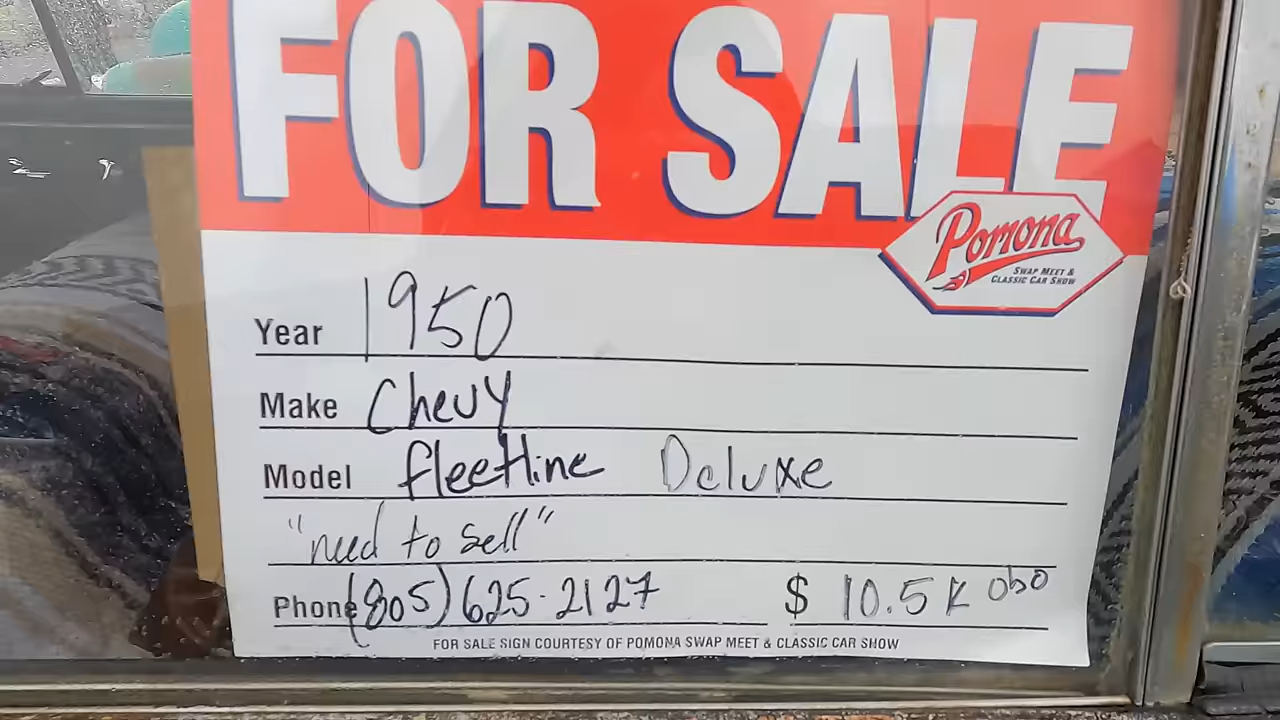 FOR SALE
Pomona
SWAP MEET &
CLASSIC CAR SHOW
Year 1950
Make Chevy
Model fleetline Deluxe
"need to sell"
Phone (805) 625-2127 $ 10.5K obo
FOR SALE SIGN COURTESY OF POMONA SWAP MEET & CLASSIC CAR SHOW